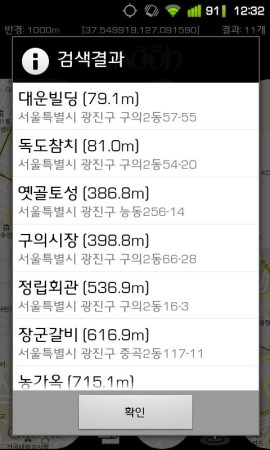 91 12:32
반경: 1000m [37.549919,127.091590] 결과: 11개
검색결과
대운빌딩 (79.1m)
서울특별시 광진구 구의2동57-55
독도참치 (81.0m)
서울특별시 광진구 구의2동54-20
옛골토성 (386.8m)
서울특별시 광진구 능동256-14
구의시장 (398.8m)
서울특별시 광진구 구의2동66-28
정립회관 (536.9m)
서울특별시 광진구 구의2동16-3
장군갈비 (616.9m)
서울특별시 광진구 중곡2동117-11
농가옥 (715.1m)
확인